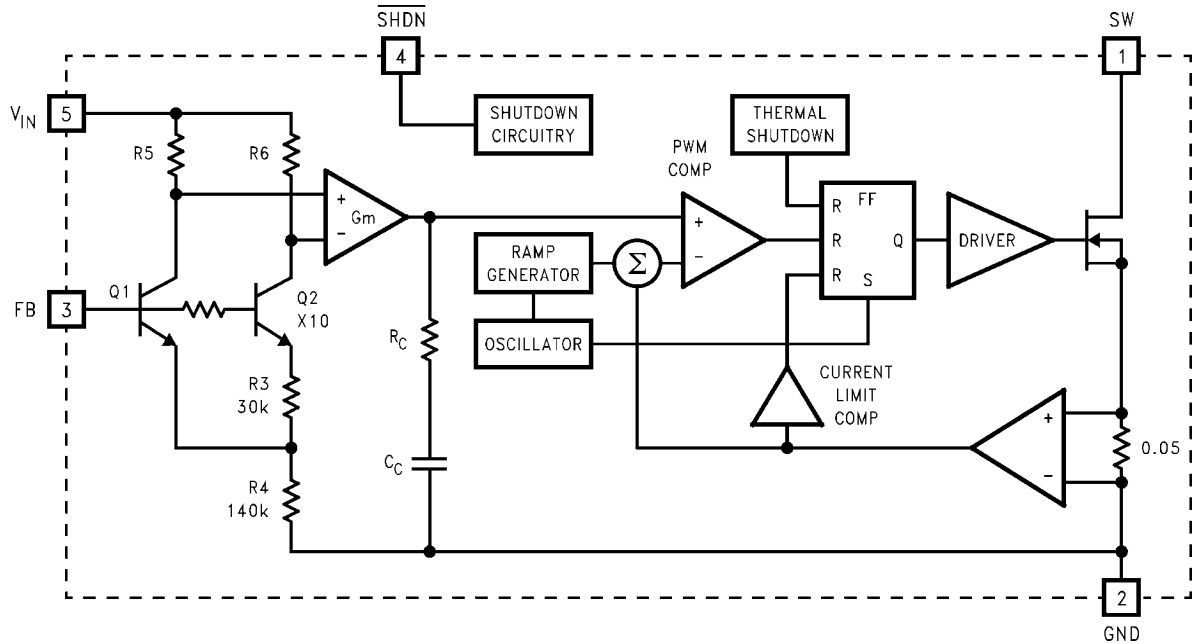 SHDN
SW
4
1
V_IN
5
R5
R6
SHUTDOWN
CIRCUITRY
THERMAL
SHUTDOWN
PWM
COMP
+
Gm
−
+
−
R
FF
R
Q
R
S
DRIVER
RAMP
GENERATOR
Σ
OSCILLATOR
FB
3
Q1
Q2
X10
R_C
R3
30k
CURRENT
LIMIT
COMP
+
−
0.05
C_C
R4
140k
2
GND